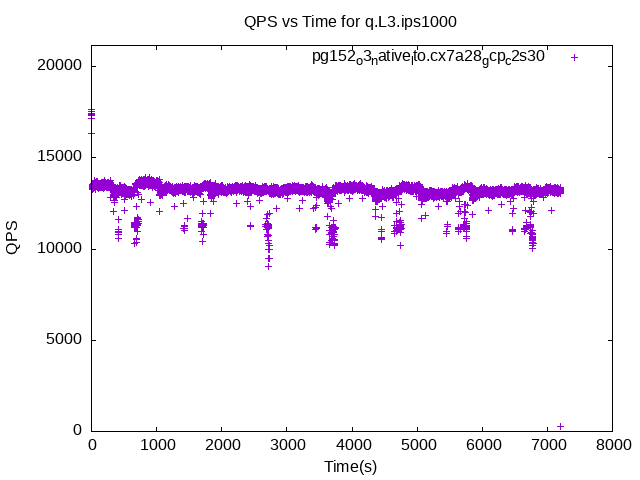 QPS vs Time for q.L3.ips1000
pg152_o3_native_lto.cx7a28_gcp_c2s30
20000
15000
10000
5000
0
QPS
0 1000 2000 3000 4000 5000 6000 7000 8000
Time(s)